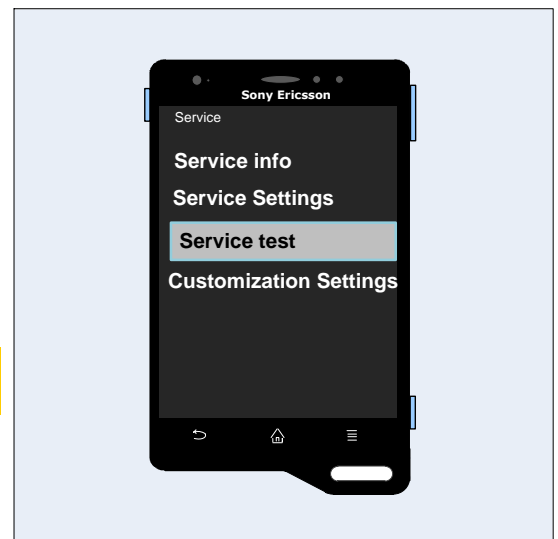 Sony Ericsson
Service
Service info
Service Settings
Service test
Customization Settings